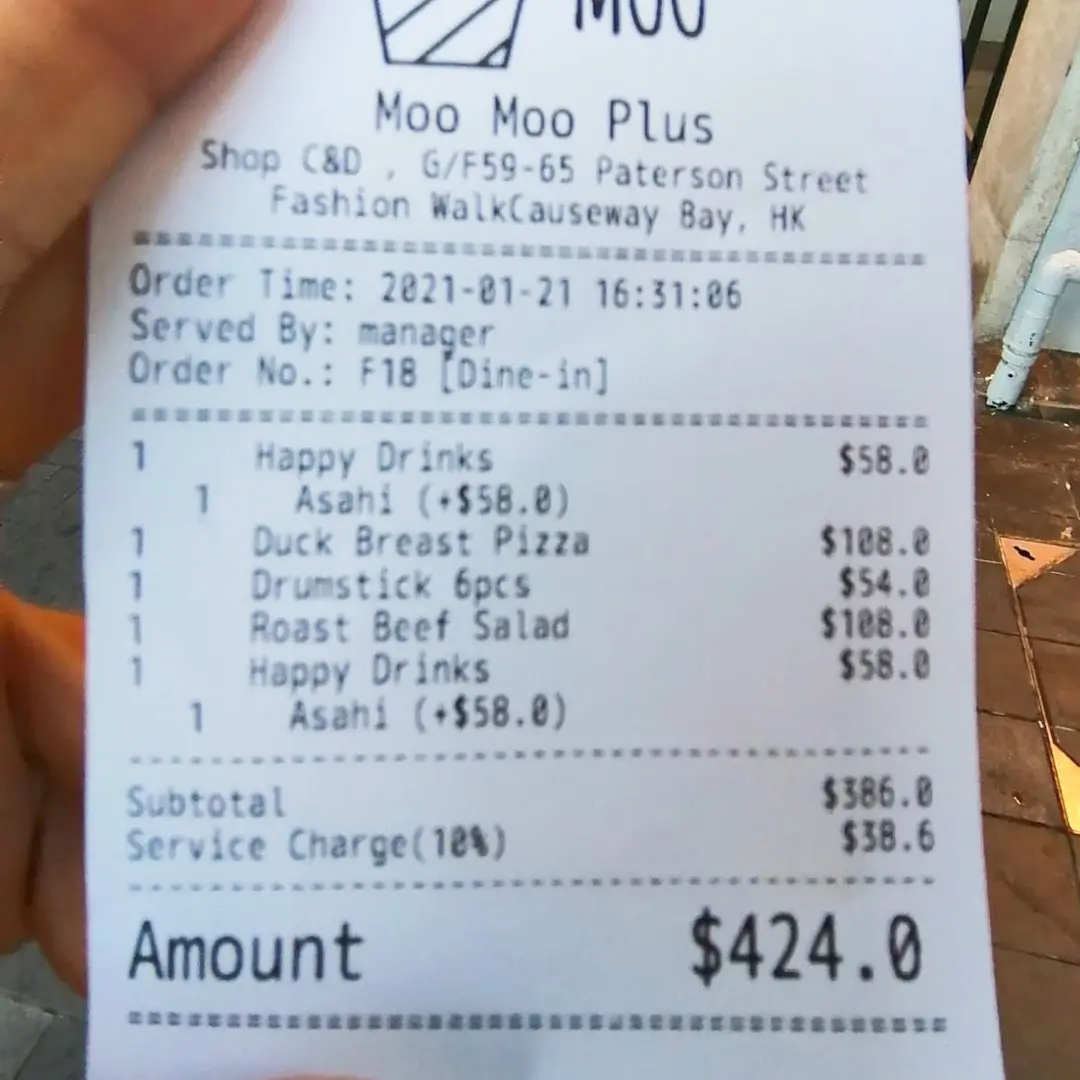 MOO
Moo Moo Plus
Shop C&D , G/F59-65 Paterson Street
Fashion WalkCauseway Bay, HK
Order Time: 2021-01-21 16:31:06
Served By: manager
Order No.: F18 [Dine-in]
1 Happy Drinks $58.0
1 Asahi (+$58.0)
1 Duck Breast Pizza $108.0
1 Drumstick 6pcs $54.0
1 Roast Beef Salad $108.0
1 Happy Drinks $58.0
1 Asahi (+$58.0)
Subtotal $386.0
Service Charge(10%) $38.6
Amount $424.0